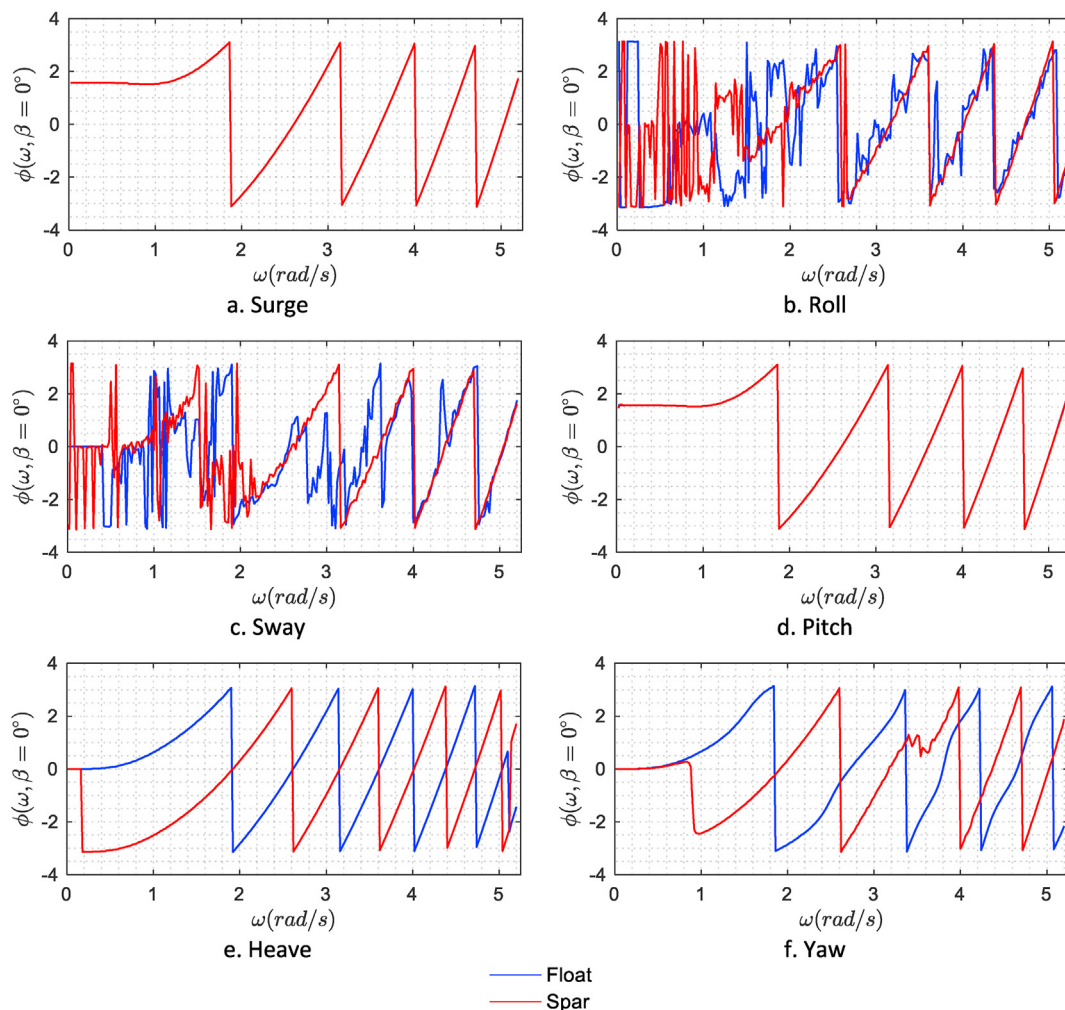 4
2
0
-2
-4
ϕ(ω, β = 0°)
0 1 2 3 4 5
ω(rad/s)
a. Surge
4
2
0
-2
-4
ϕ(ω, β = 0°)
0 1 2 3 4 5
ω(rad/s)
b. Roll
4
2
0
-2
-4
ϕ(ω, β = 0°)
0 1 2 3 4 5
ω(rad/s)
c. Sway
4
2
0
-2
-4
ϕ(ω, β = 0°)
0 1 2 3 4 5
ω(rad/s)
d. Pitch
4
2
0
-2
-4
ϕ(ω, β = 0°)
0 1 2 3 4 5
ω(rad/s)
e. Heave
4
2
0
-2
-4
ϕ(ω, β = 0°)
0 1 2 3 4 5
ω(rad/s)
f. Yaw
Float
Spar